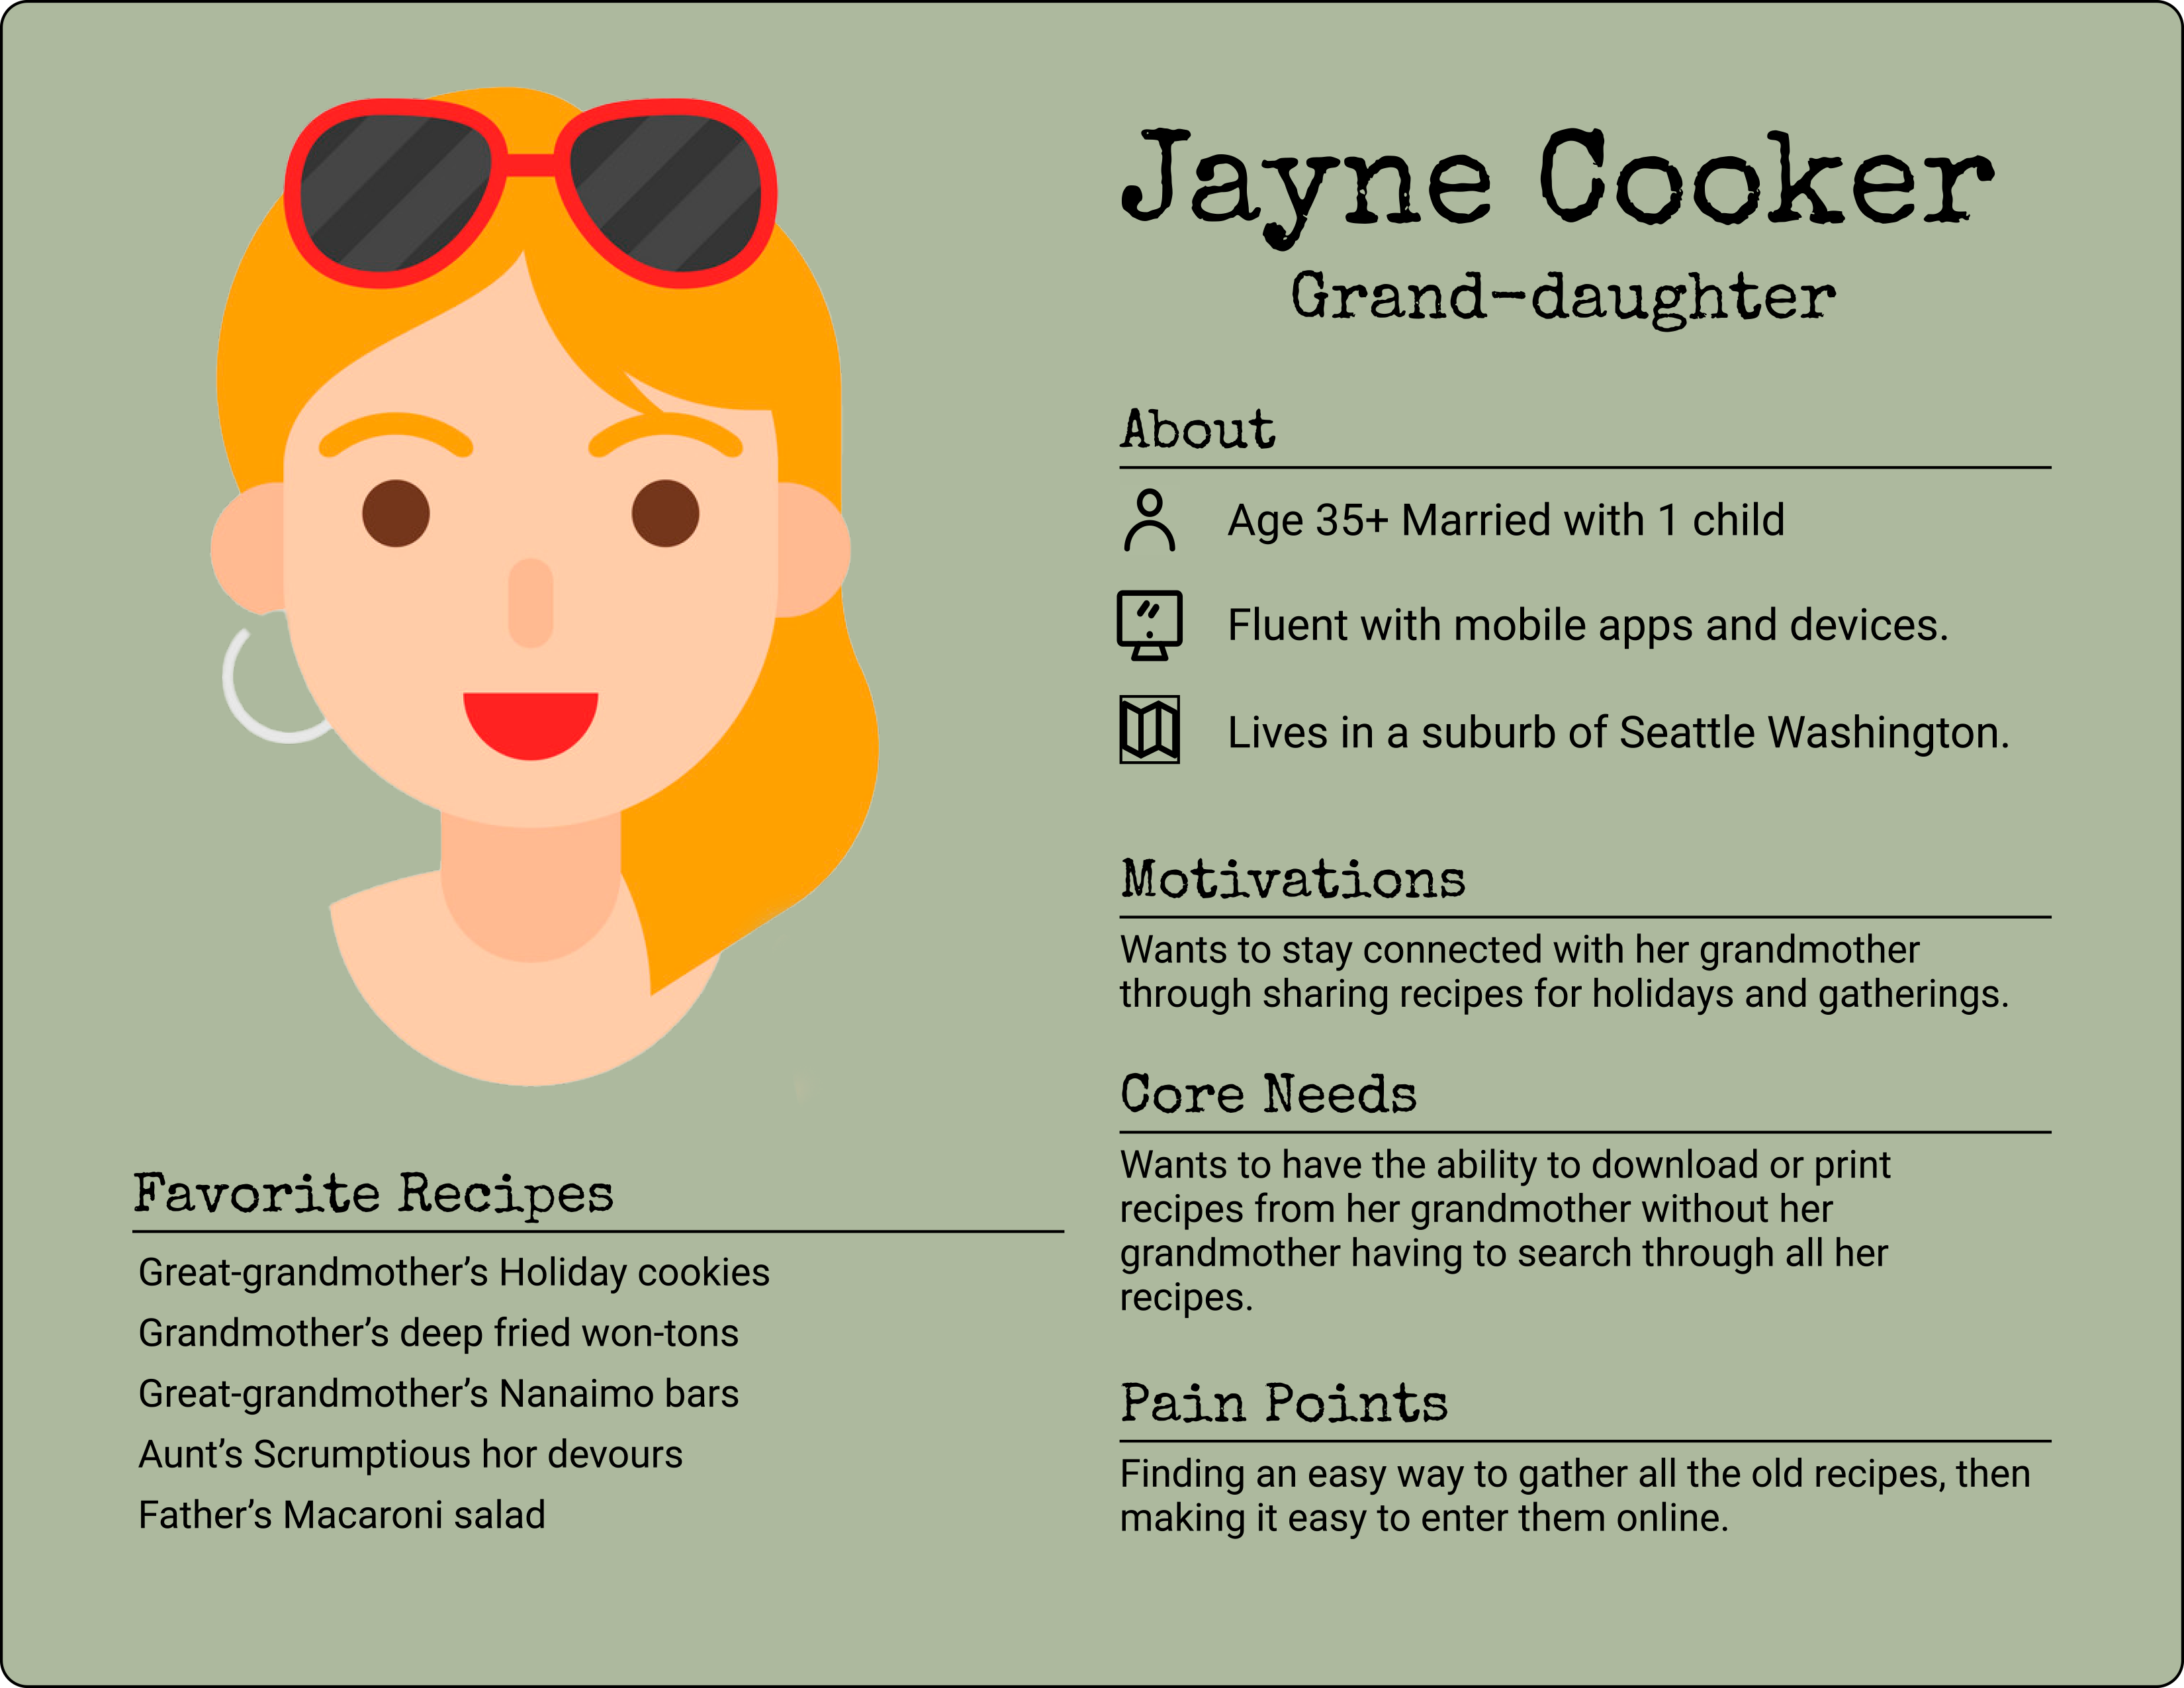 Jayne Cooker
Grand-daughter
About
Age 35+ Married with 1 child
Fluent with mobile apps and devices.
Lives in a suburb of Seattle Washington.
Motivations
Wants to stay connected with her grandmother
through sharing recipes for holidays and gatherings.
Core Needs
Wants to have the ability to download or print
recipes from her grandmother without her
grandmother having to search through all her
recipes.
Pain Points
Finding an easy way to gather all the old recipes, then
making it easy to enter them online.
Favorite Recipes
Great-grandmother’s Holiday cookies
Grandmother’s deep fried won-tons
Great-grandmother’s Nanaimo bars
Aunt’s Scrumptious hor devours
Father’s Macaroni salad